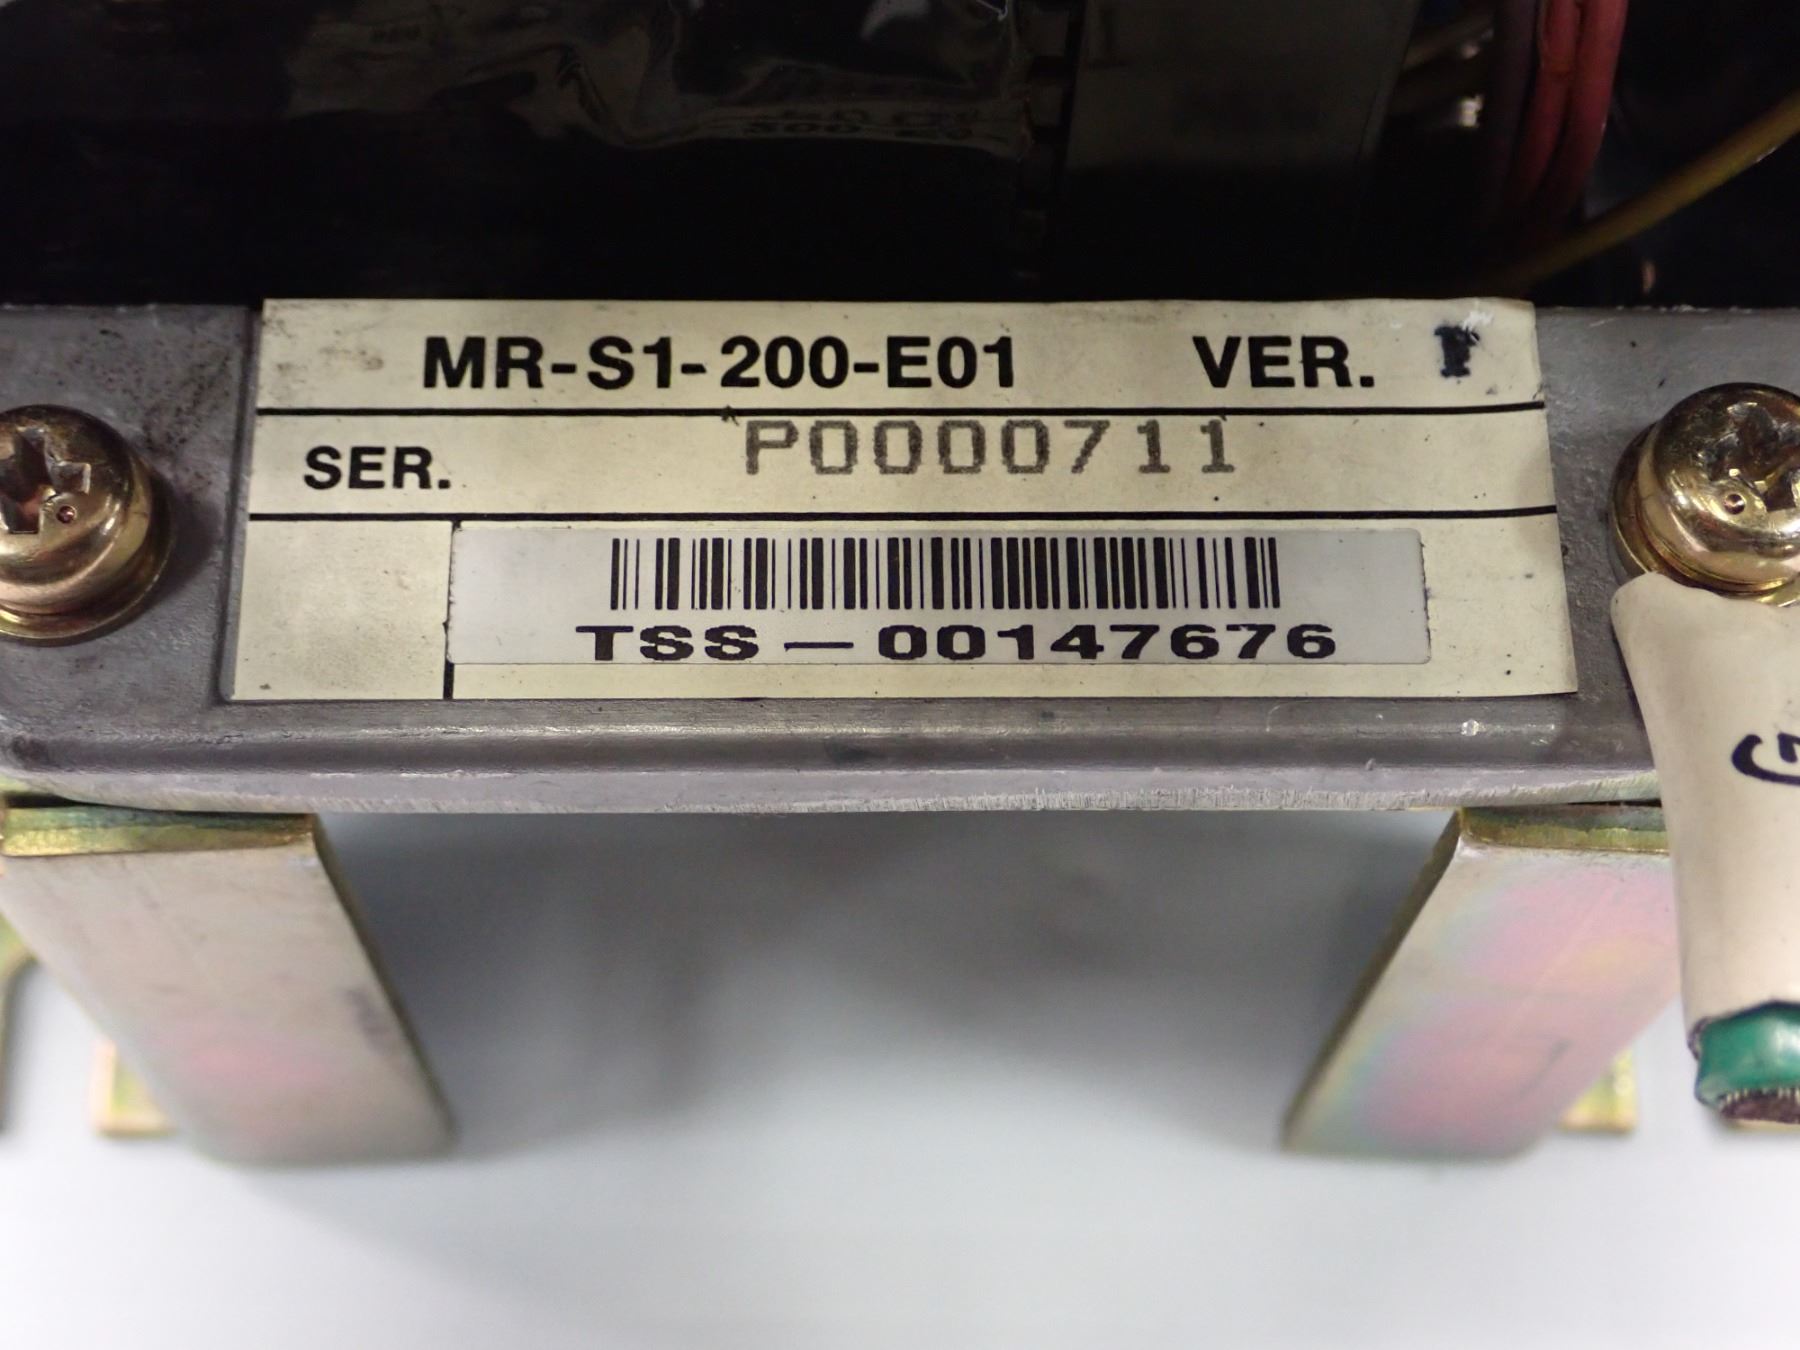 MR-S1-200-E01 VER.
SER. P0000711
TSS-00147676